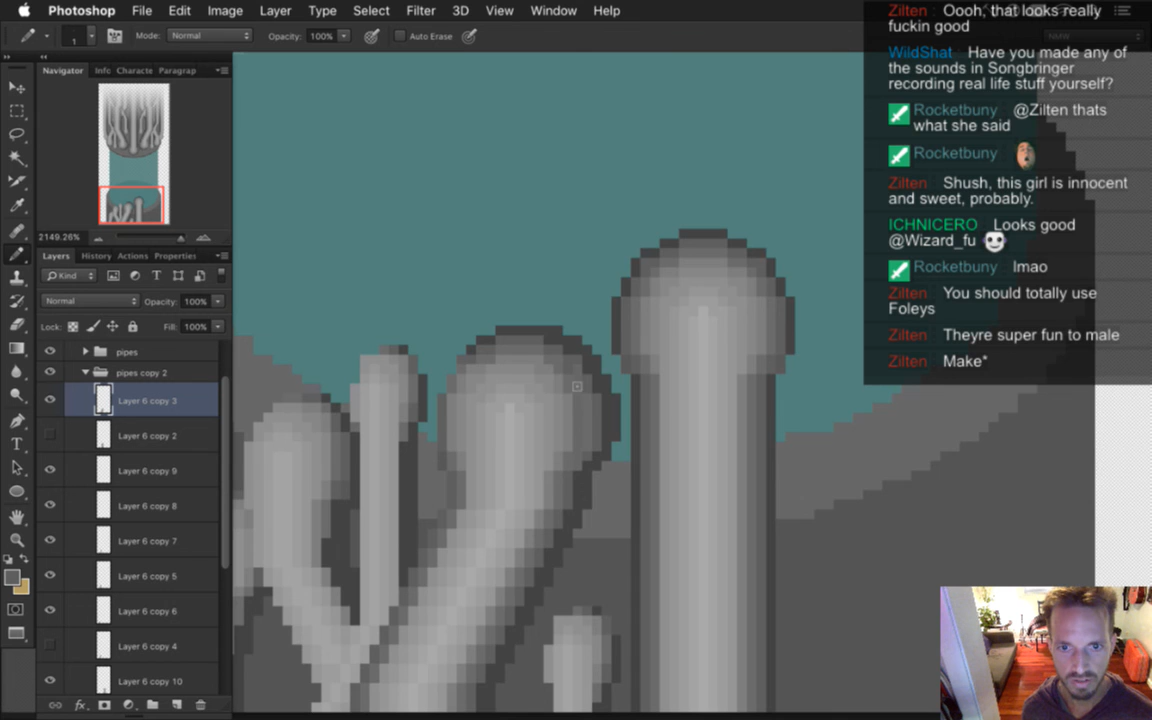 Photoshop File Edit Image Layer Type Select Filter 3D View Window Help
1 Mode: Normal Opacity: 100% Auto Erase
Navigator Info Characte Paragrap
2149.26%
Layers History Actions Properties
Kind
Normal Opacity: 100%
Lock: Fill: 100%
pipes
pipes copy 2
Layer 6 copy 3
Layer 6 copy 2
Layer 6 copy 9
Layer 6 copy 8
Layer 6 copy 7
Layer 6 copy 5
Layer 6 copy 6
Layer 6 copy 4
Layer 6 copy 10
fx
Zilten: Oooh, that looks really
fuckin good
WildShat: Have you made any of
the sounds in Songbringer
recording real life stuff yourself?
Rocketbuny: @Zilten thats
what she said
Rocketbuny:
Zilten: Shush, this girl is innocent
and sweet, probably.
ICHNICERO: Looks good
@Wizard_fu
Rocketbuny: lmao
Zilten: You should totally use
Foleys
Zilten: Theyre super fun to male
Zilten: Make*